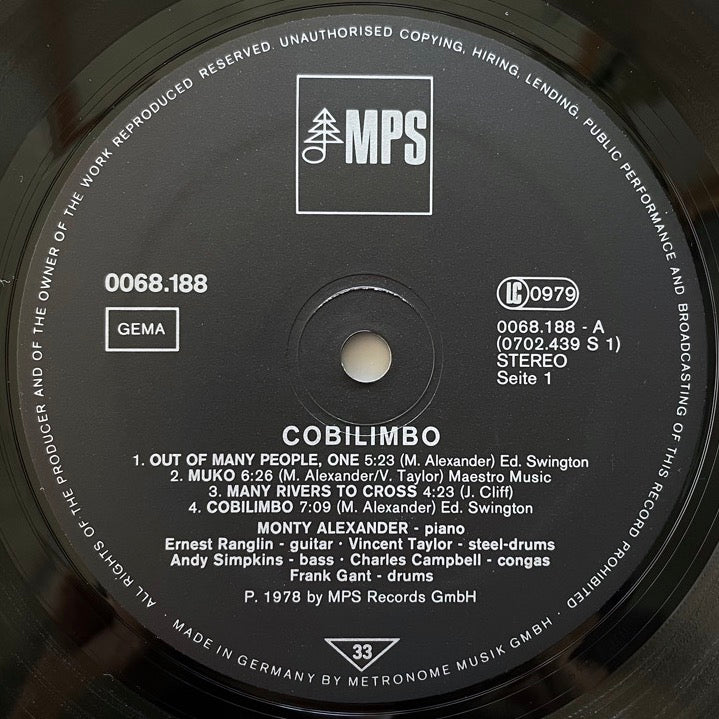 ALL RIGHTS OF THE PRODUCER AND OF THE OWNER OF THE WORK REPRODUCED RESERVED. UNAUTHORISED COPYING, HIRING, LENDING, PUBLIC PERFORMANCE AND BROADCASTING OF THIS RECORD PROHIBITED
MPS
0068.188
GEMA
LC 0979
0068.188 - A
(0702.439 S 1)
STEREO
Seite 1
COBILIMBO
1. OUT OF MANY PEOPLE, ONE 5:23 (M. Alexander) Ed. Swington
2. MUKO 6:26 (M. Alexander/V. Taylor) Maestro Music
3. MANY RIVERS TO CROSS 4:23 (J. Cliff)
4. COBILIMBO 7:09 (M. Alexander) Ed. Swington
MONTY ALEXANDER - piano
Ernest Ranglin - guitar · Vincent Taylor - steel-drums
Andy Simpkins - bass · Charles Campbell - congas
Frank Gant - drums
P. 1978 by MPS Records GmbH
33
· MADE IN GERMANY BY METRONOME MUSIK GMBH ·